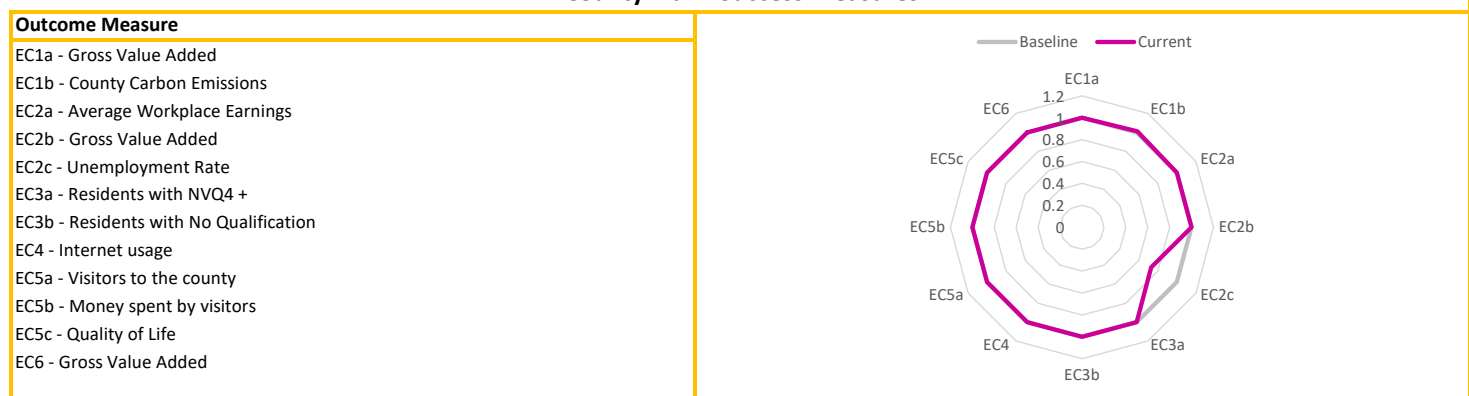 Outcome Measure
EC1a - Gross Value Added
EC1b - County Carbon Emissions
EC2a - Average Workplace Earnings
EC2b - Gross Value Added
EC2c - Unemployment Rate
EC3a - Residents with NVQ4 +
EC3b - Residents with No Qualification
EC4 - Internet usage
EC5a - Visitors to the county
EC5b - Money spent by visitors
EC5c - Quality of Life
EC6 - Gross Value Added
Baseline Current
EC1a
EC1b
EC2a
EC2b
EC2c
EC3a
EC3b
EC4
EC5a
EC5b
EC5c
EC6
1.2
1
0.8
0.6
0.4
0.2
0